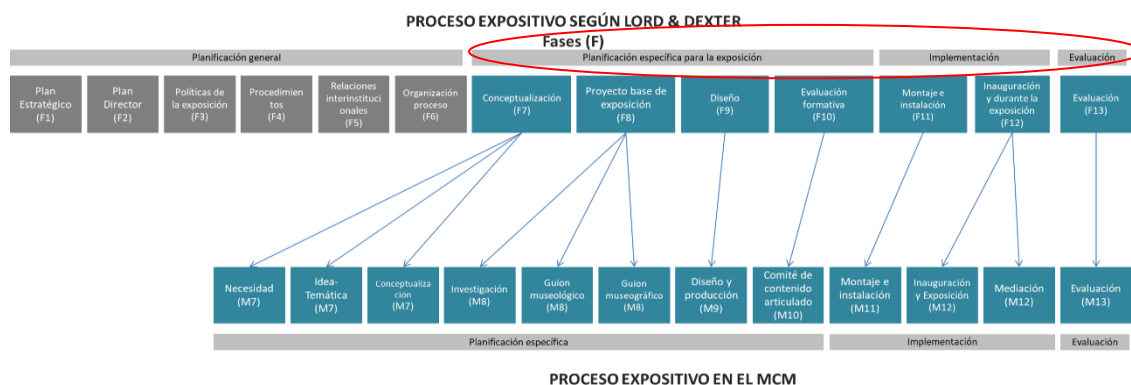 PROCESO EXPOSITIVO SEGÚN LORD & DEXTER
Fases (F)
Planificación general
Planificación específica para la exposición
Implementación
Evaluación
Plan
Estratégico
(F1)
Plan
Director
(F2)
Políticas de
la exposición
(F3)
Procedimien
tos
(F4)
Relaciones
interinstituci
onales
(F5)
Organización
proceso
(F6)
Conceptualización
(F7)
Proyecto base de
exposición
(F8)
Diseño
(F9)
Evaluación
formativa
(F10)
Montaje e
instalación
(F11)
Inauguración
y durante la
exposición
(F12)
Evaluación
(F13)
Necesidad
(M7)
Idea-
Temática
(M7)
Conceptualiza
ción
(M7)
Investigación
(M8)
Guion
museológico
(M8)
Guion
museográfico
(M8)
Diseño y
producción
(M9)
Comité de
contenido
articulado
(M10)
Montaje e
instalación
(M11)
Inauguración
y Exposición
(M12)
Mediación
(M12)
Evaluación
(M13)
Planificación específica
Implementación
Evaluación
PROCESO EXPOSITIVO EN EL MCM